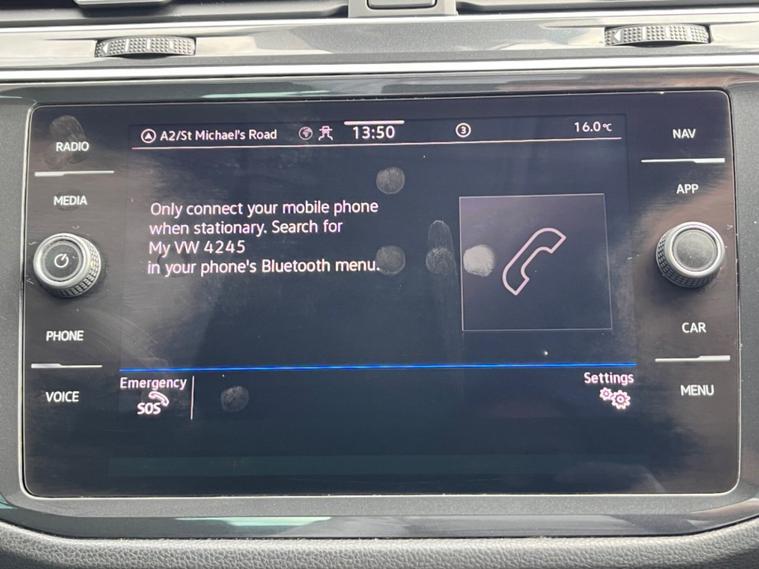 A2/St Michael's Road 13:50 3 16.0°C
RADIO
MEDIA
PHONE
VOICE
Only connect your mobile phone
when stationary. Search for
My VW 4245
in your phone's Bluetooth menu.
Emergency
SOS
Settings
NAV
APP
CAR
MENU